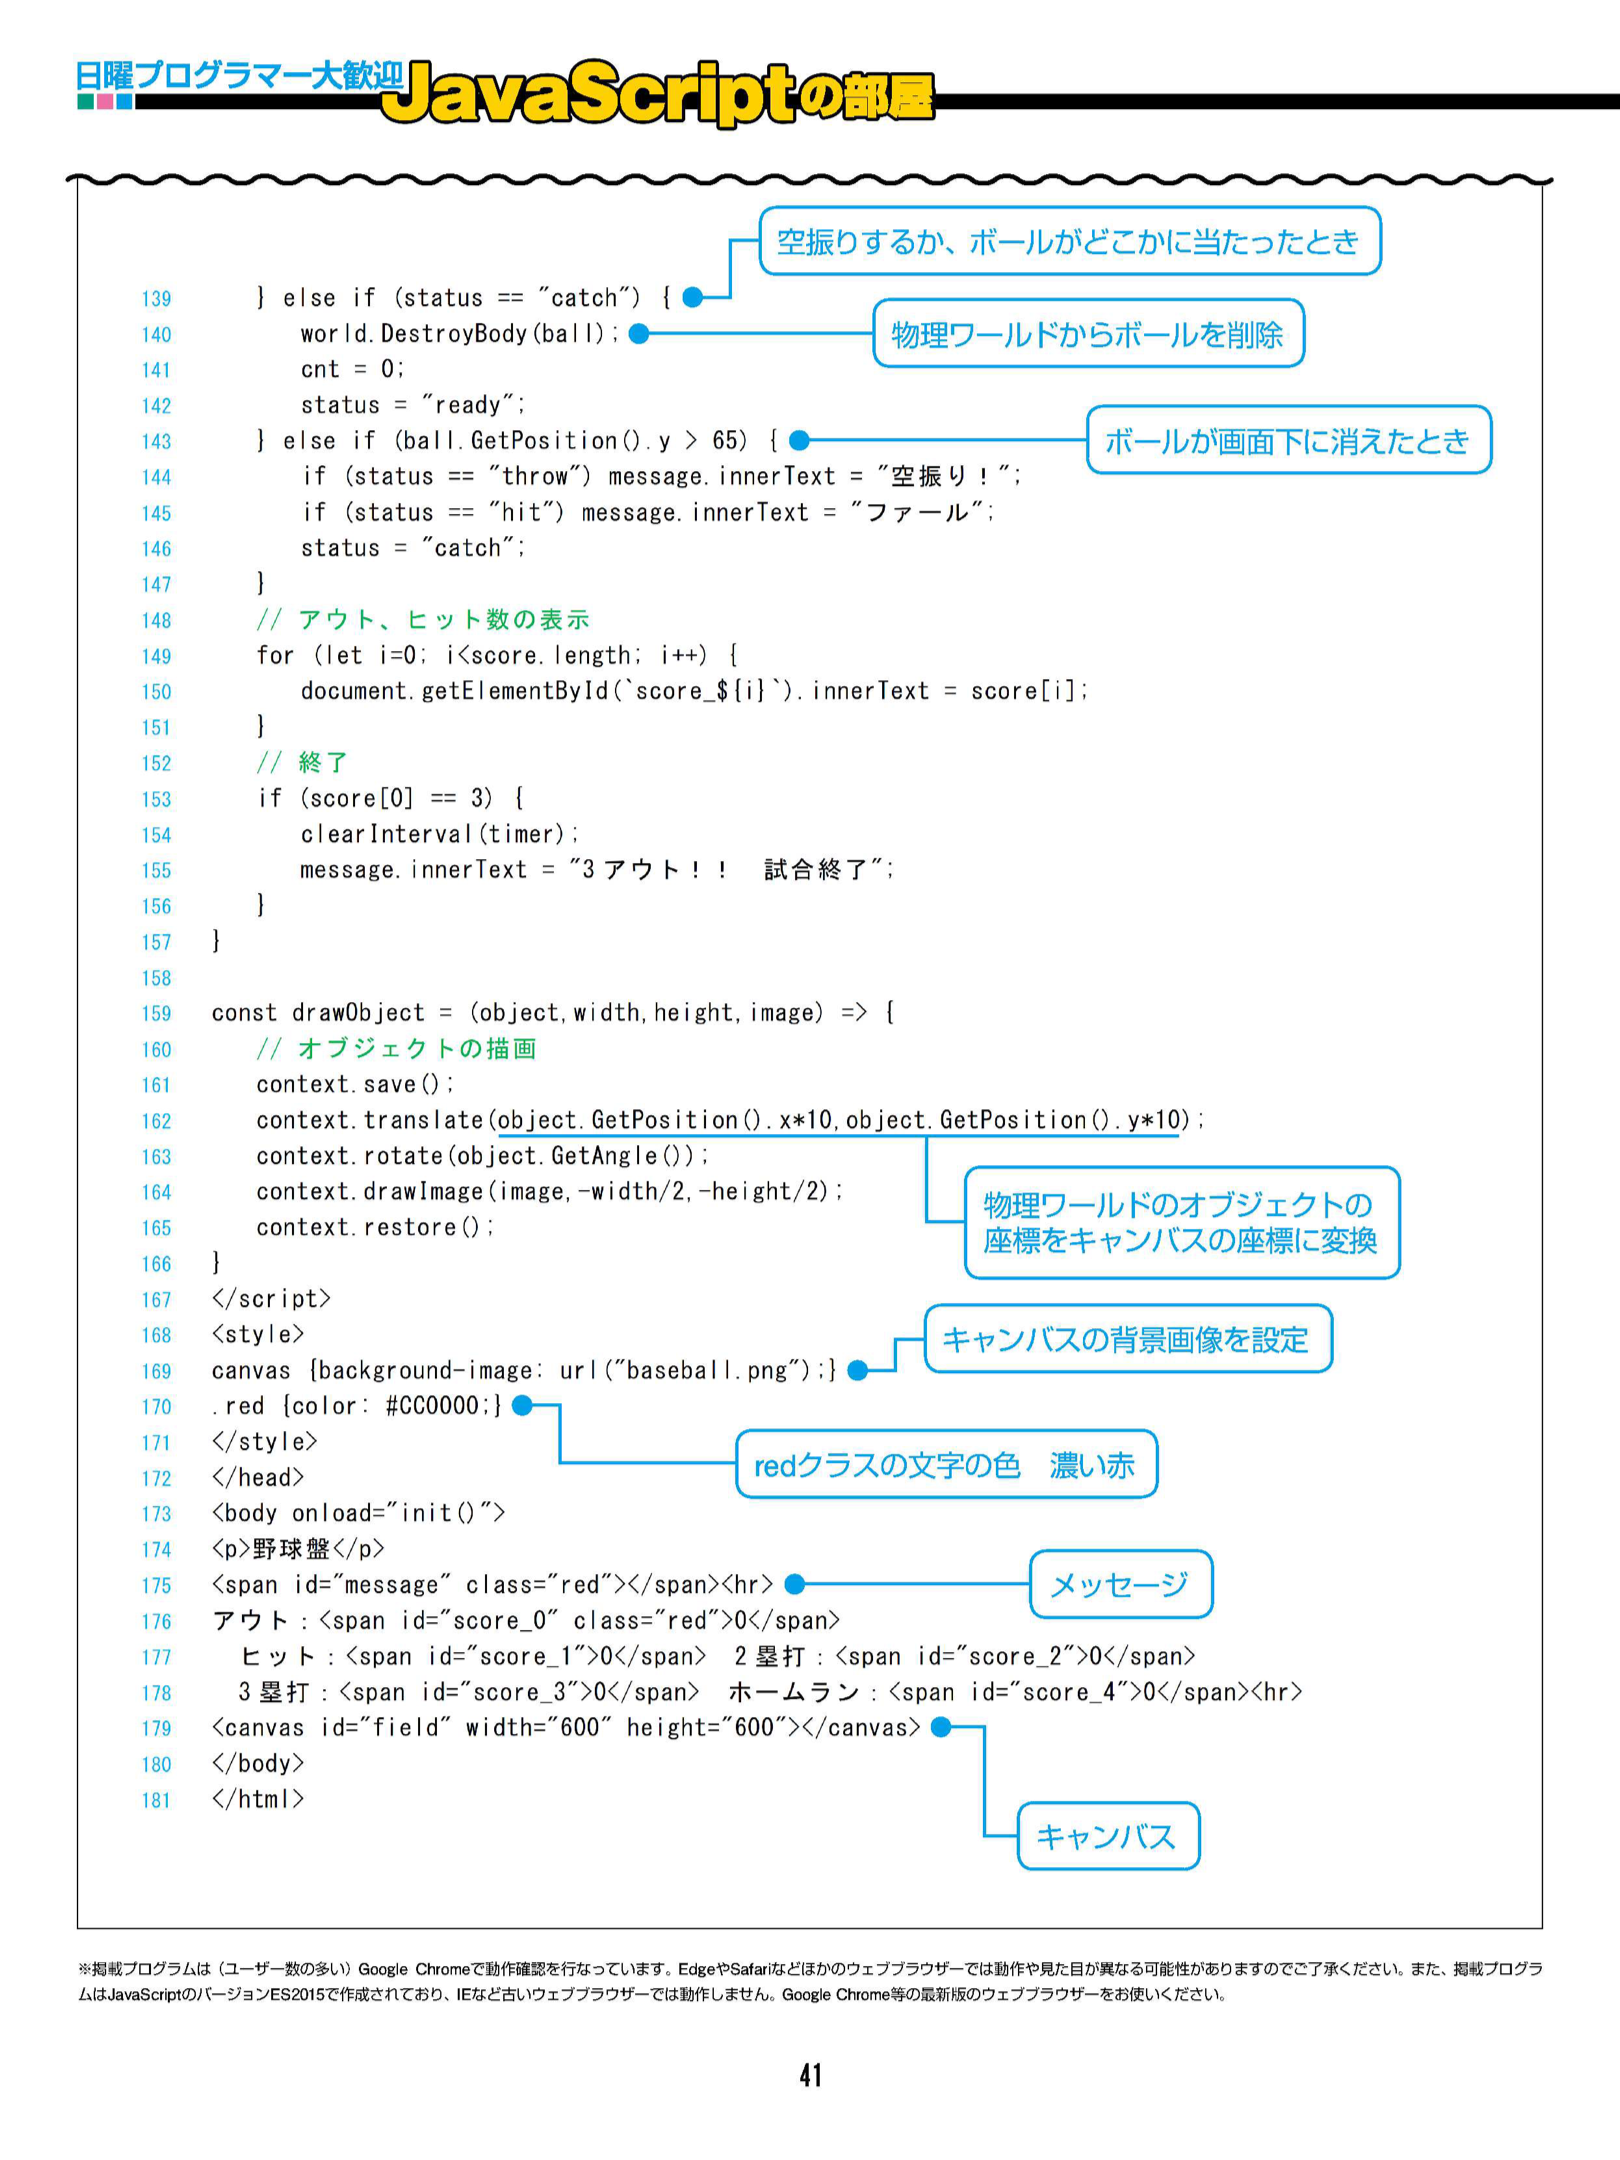 日曜プログラマー大歓迎
JavaScriptの部屋
空振りするか、ボールがどこかに当たったとき
139 } else if (status == "catch") {
物理ワールドからボールを削除
140 world.DestroyBody(ball);
141 cnt = 0;
142 status = "ready";
143 } else if (ball.GetPosition().y > 65) {
ボールが画面下に消えたとき
144 if (status == "throw") message.innerText = "空振り！";
145 if (status == "hit") message.innerText = "ファール";
146 status = "catch";
147 }
148 // アウト、ヒット数の表示
149 for (let i=0; i<score.length; i++) {
150 document.getElementById(`score_${i}`).innerText = score[i];
151 }
152 // 終了
153 if (score[0] == 3) {
154 clearInterval(timer);
155 message.innerText = "3アウト！！　試合終了";
156 }
157 }
158
159 const drawObject = (object,width,height,image) => {
160 // オブジェクトの描画
161 context.save();
162 context.translate(object.GetPosition().x*10,object.GetPosition().y*10);
163 context.rotate(object.GetAngle());
164 context.drawImage(image,-width/2,-height/2);
物理ワールドのオブジェクトの
座標をキャンバスの座標に変換
165 context.restore();
166 }
167 </script>
168 <style>
キャンバスの背景画像を設定
169 canvas {background-image: url("baseball.png");}
170 .red {color: #CC0000;}
171 </style>
redクラスの文字の色　濃い赤
172 </head>
173 <body onload="init()">
174 <p>野球盤</p>
175 <span id="message" class="red"></span><hr>
メッセージ
176 アウト：<span id="score_0" class="red">0</span>
177 　ヒット：<span id="score_1">0</span>　2塁打：<span id="score_2">0</span>
178 　3塁打：<span id="score_3">0</span>　ホームラン：<span id="score_4">0</span><hr>
179 <canvas id="field" width="600" height="600"></canvas>
180 </body>
181 </html>
キャンバス
※掲載プログラムは（ユーザー数の多い）Google Chromeで動作確認を行なっています。EdgeやSafariなどほかのウェブブラウザーでは動作や見た目が異なる可能性がありますのでご了承ください。また、掲載プログラ
ムはJavaScriptのバージョンES2015で作成されており、IEなど古いウェブブラウザーでは動作しません。Google Chrome等の最新版のウェブブラウザーをお使いください。
41